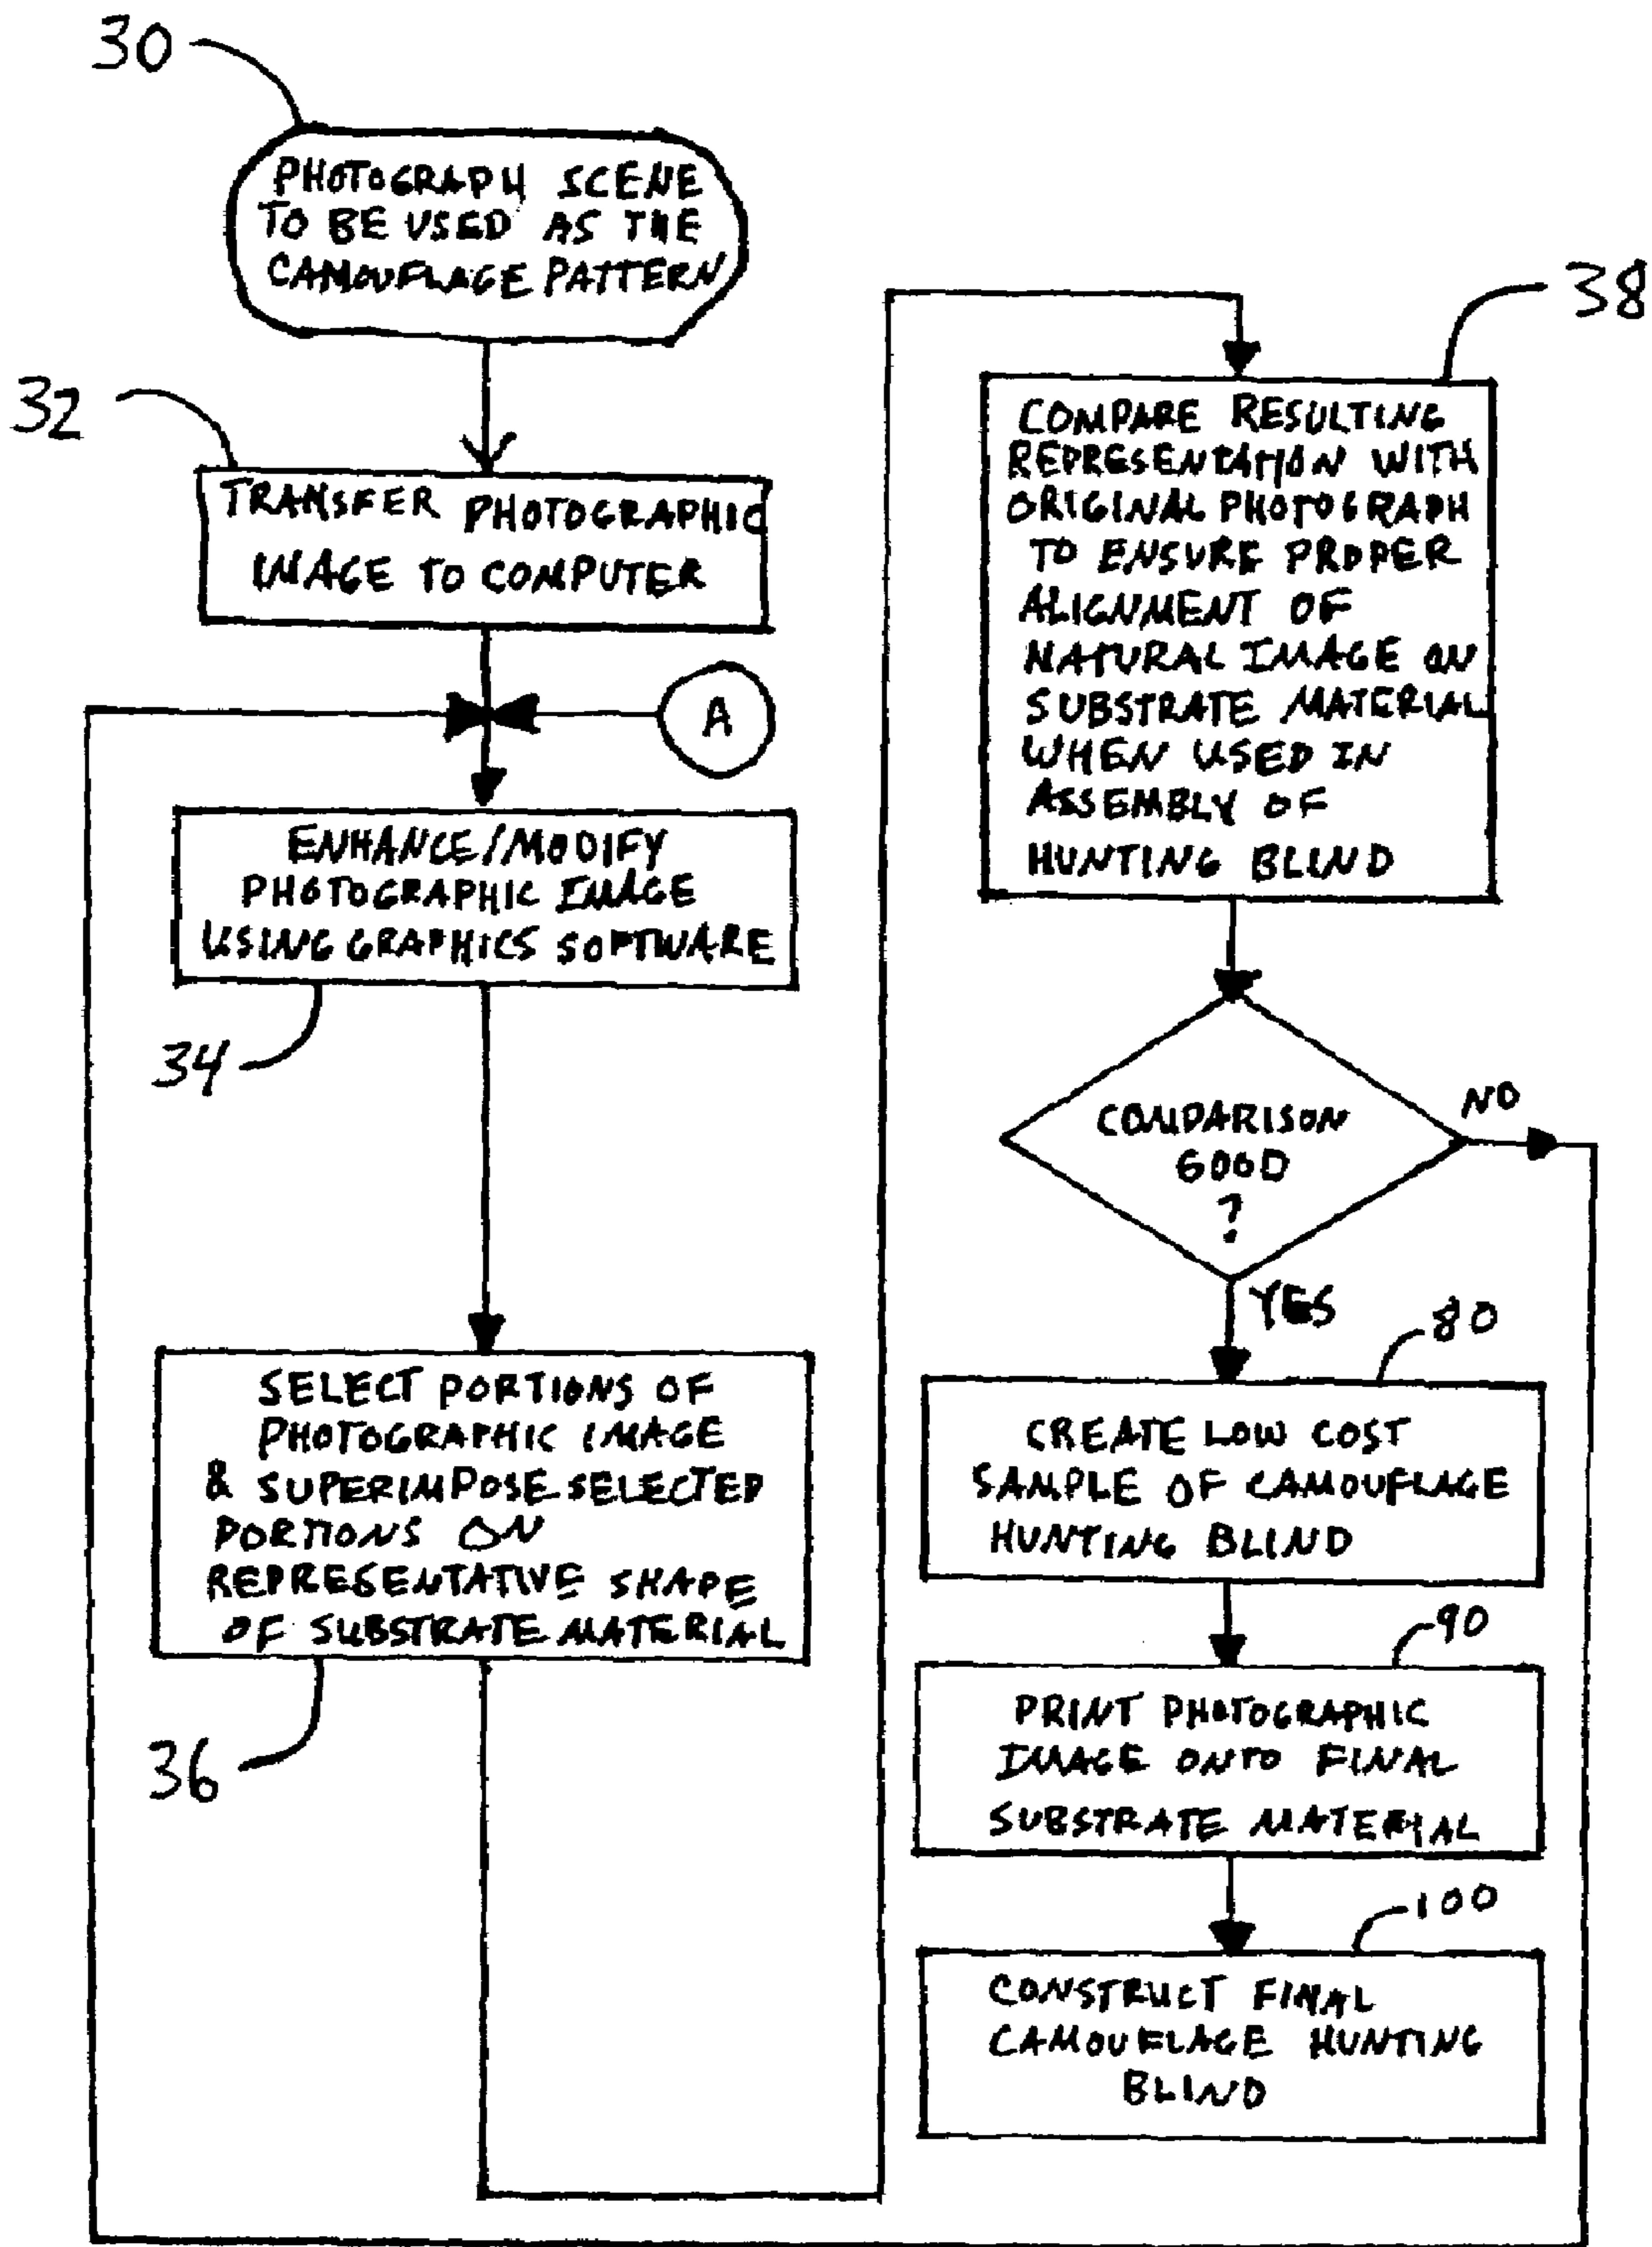 30
PHOTOGRAPH SCENE
TO BE USED AS THE
CAMOUFLAGE PATTERN
32
TRANSFER PHOTOGRAPHIC
IMAGE TO COMPUTER
A
ENHANCE/MODIFY
PHOTOGRAPHIC IMAGE
USING GRAPHICS SOFTWARE
34
SELECT PORTIONS OF
PHOTOGRAPHIC IMAGE
& SUPERIMPOSE SELECTED
PORTIONS ON
REPRESENTATIVE SHAPE
OF SUBSTRATE MATERIAL
36
38
COMPARE RESULTING
REPRESENTATION WITH
ORIGINAL PHOTOGRAPH
TO ENSURE PROPER
ALIGNMENT OF
NATURAL IMAGE ON
SUBSTRATE MATERIAL
WHEN USED IN
ASSEMBLY OF
HUNTING BLIND
COMPARISON
GOOD
?
NO
YES
80
CREATE LOW COST
SAMPLE OF CAMOUFLAGE
HUNTING BLIND
90
PRINT PHOTOGRAPHIC
IMAGE ONTO FINAL
SUBSTRATE MATERIAL
100
CONSTRUCT FINAL
CAMOUFLAGE HUNTING
BLIND